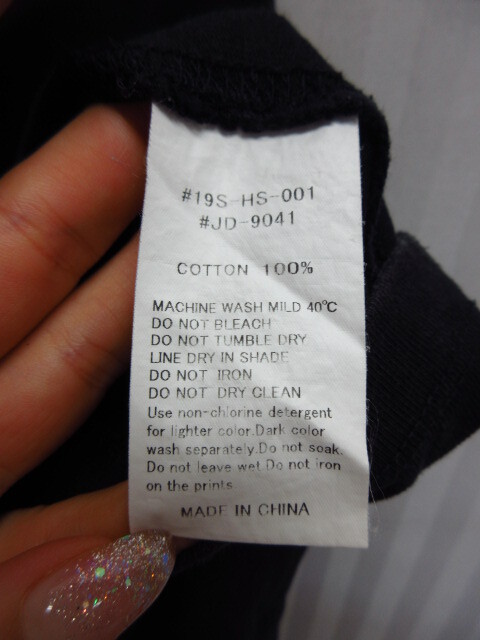 #19S-HS-001
#JD-9041
COTTON 100%
MACHINE WASH MILD 40℃
DO NOT BLEACH
DO NOT TUMBLE DRY
LINE DRY IN SHADE
DO NOT IRON
DO NOT DRY CLEAN
Use non-chlorine detergent
for lighter color.Dark color
wash separately.Do not soak.
Do not leave wet.Do not iron
on the prints
MADE IN CHINA